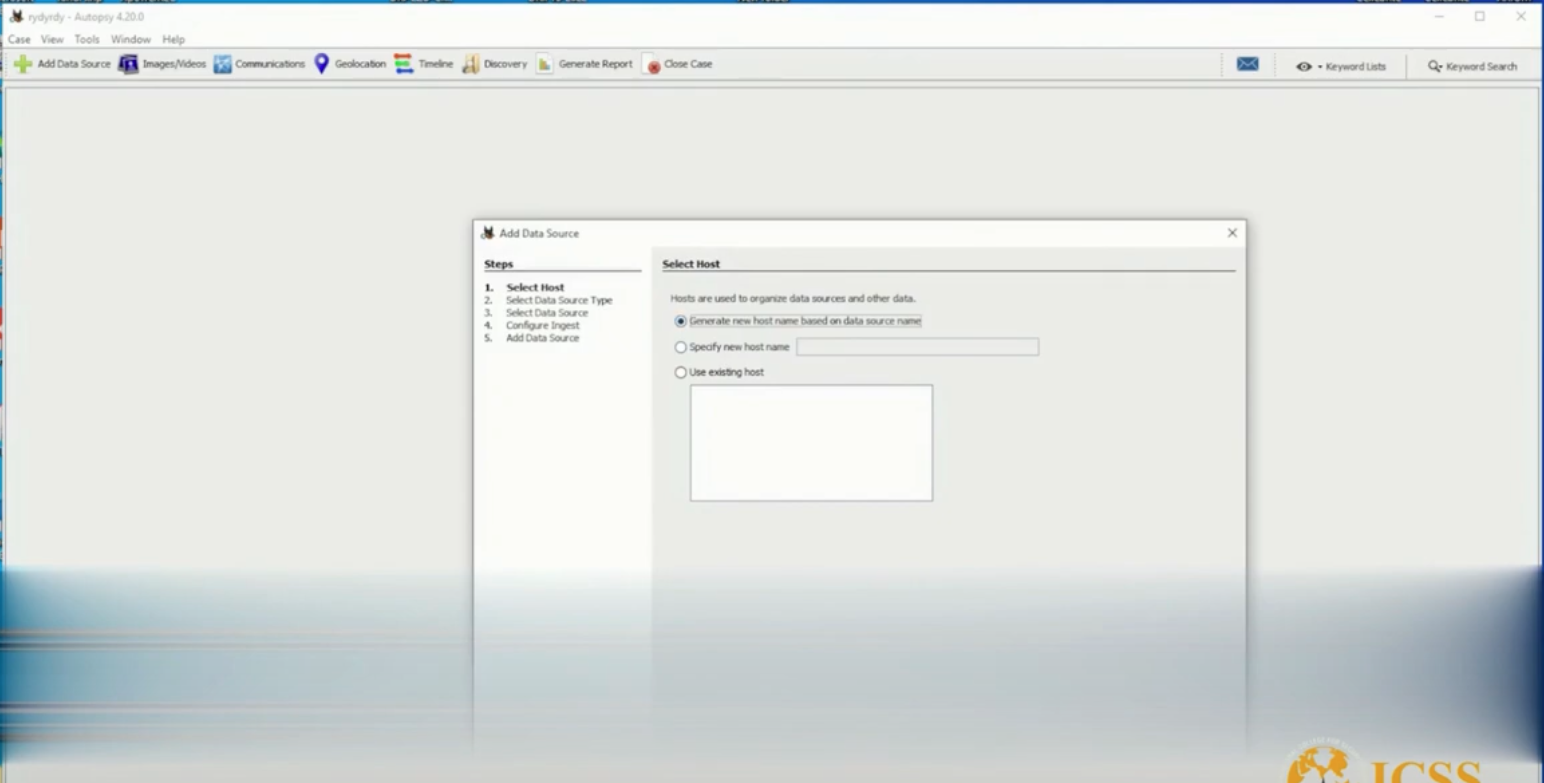 rydyrdy - Autopsy 4.20.0
Case View Tools Window Help
Add Data Source Images/Videos Communications Geolocation Timeline Discovery Generate Report Close Case Keyword Lists Keyword Search
Add Data Source
Steps
1. Select Host
2. Select Data Source Type
3. Select Data Source
4. Configure Ingest
5. Add Data Source
Select Host
Hosts are used to organize data sources and other data.
Generate new host name based on data source name
Specify new host name
Use existing host